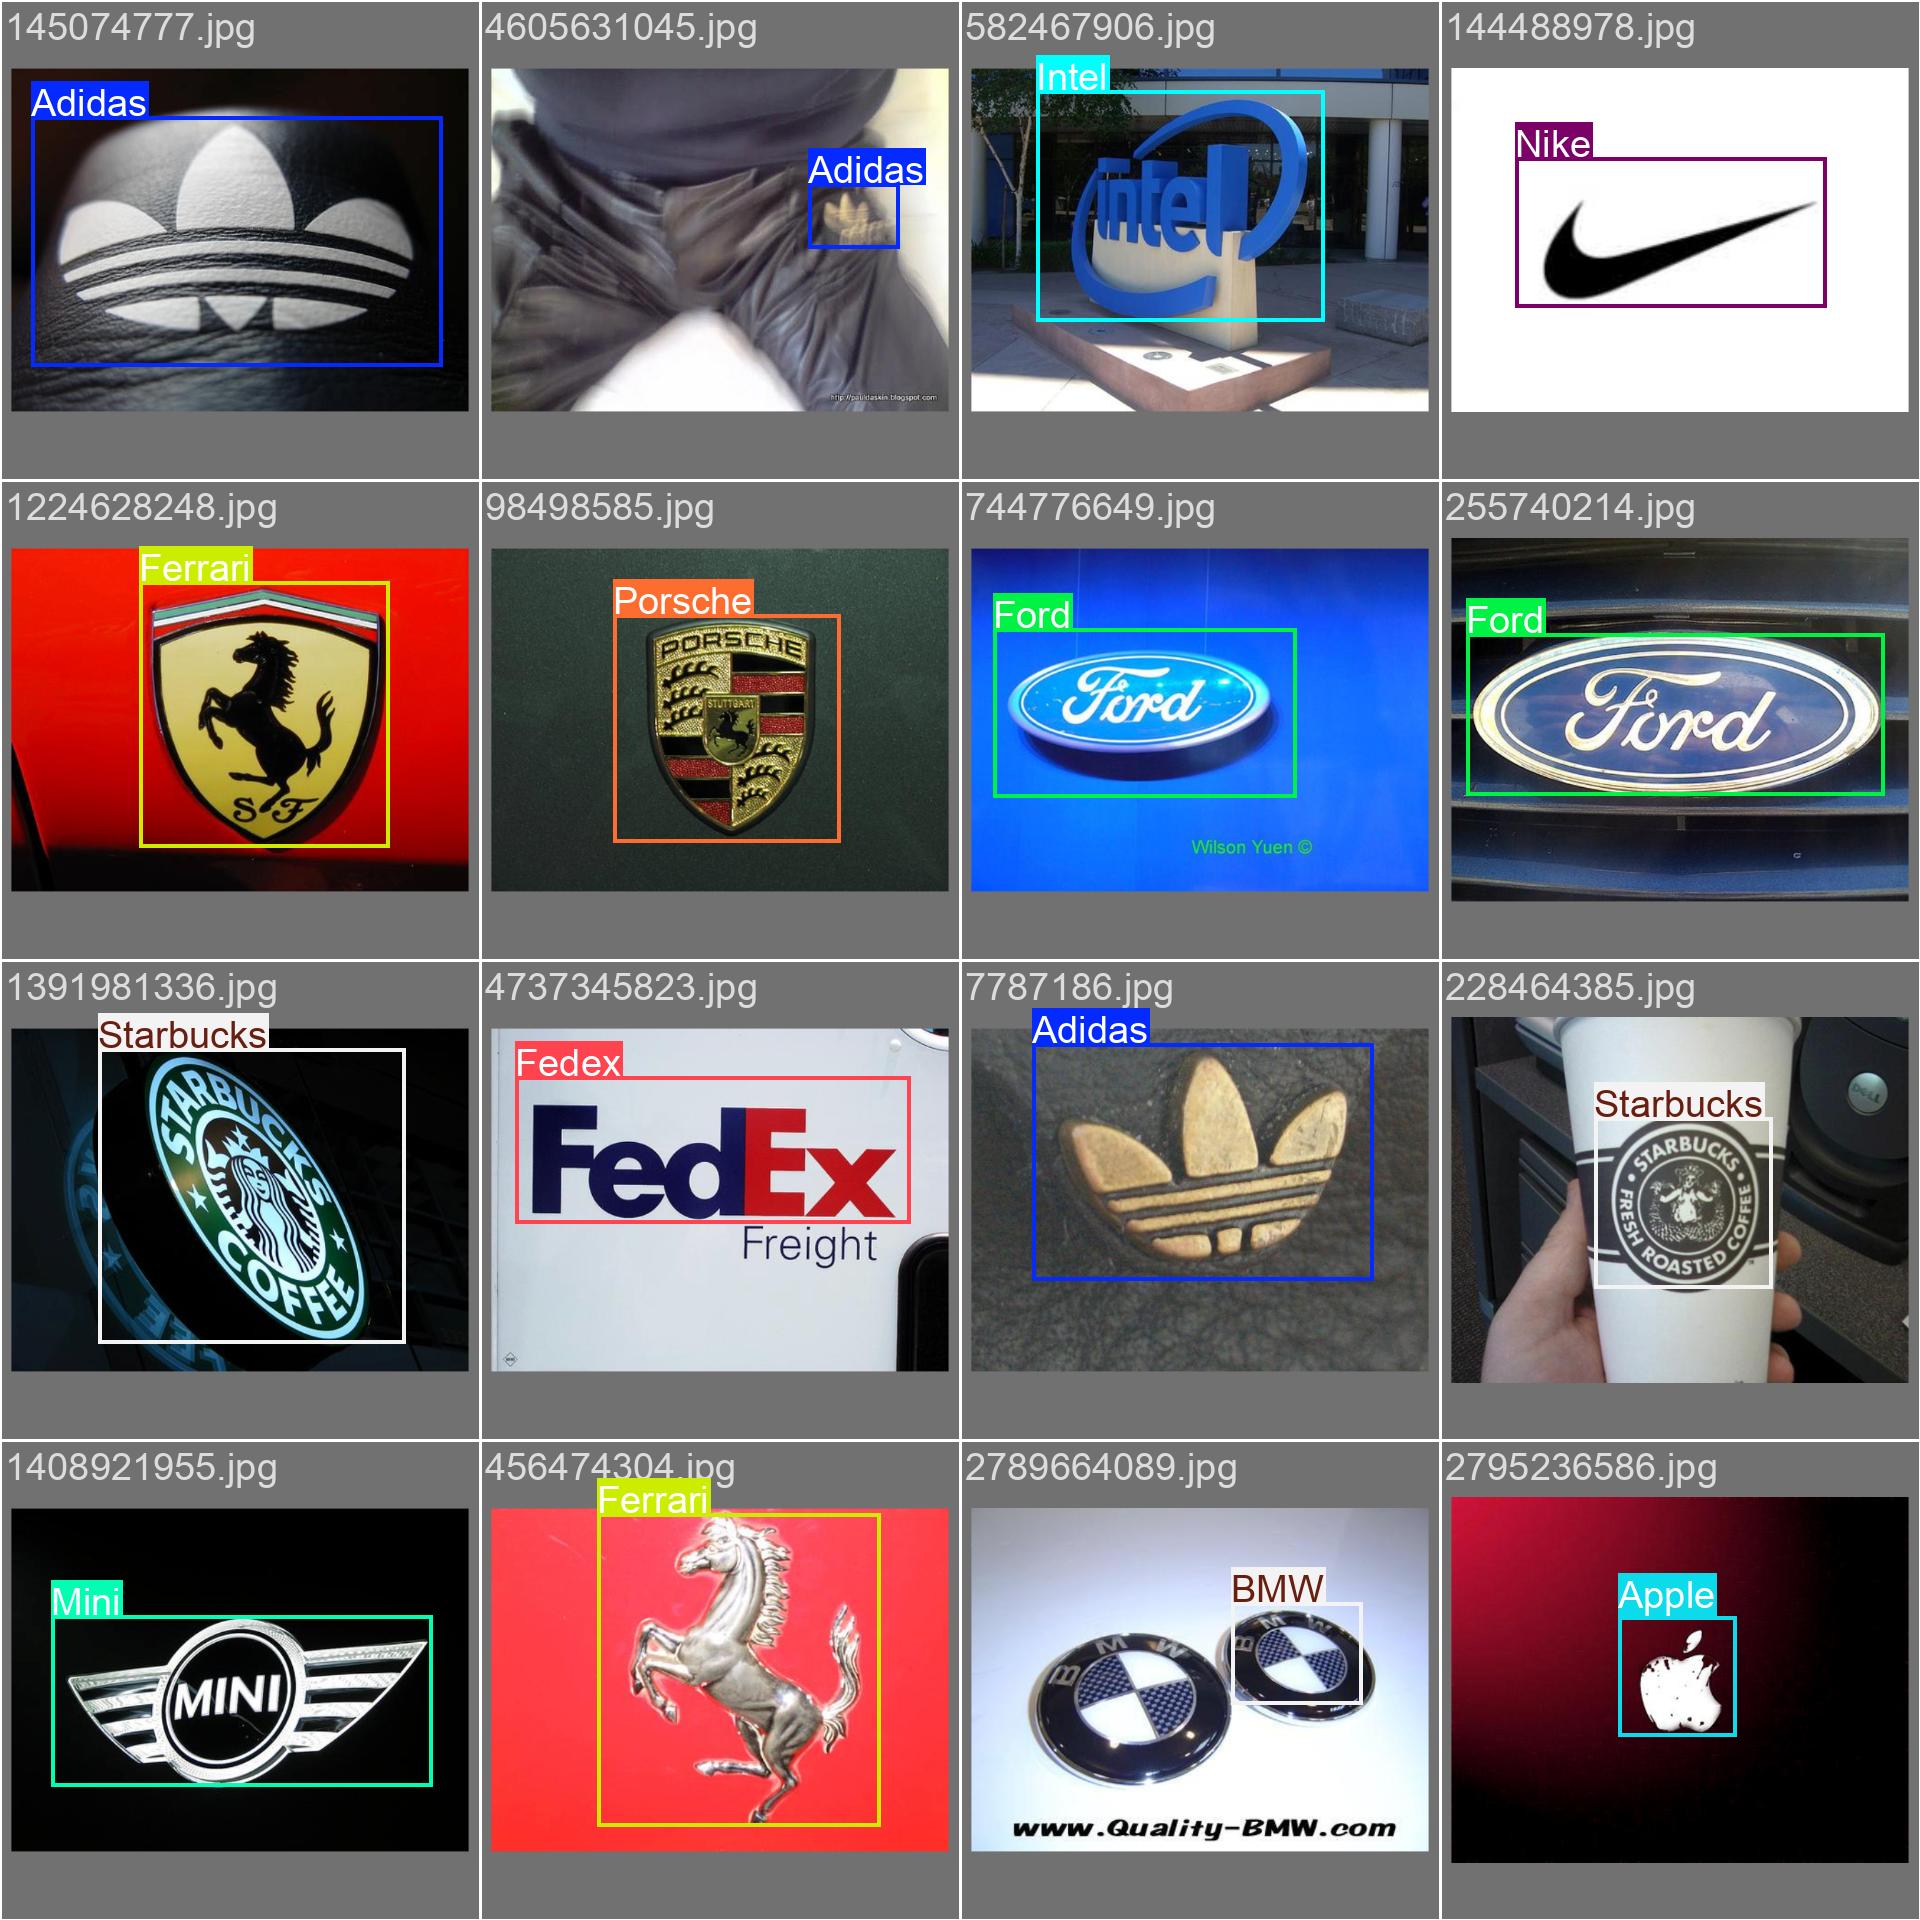 145074777.jpg
Adidas
4605631045.jpg
Adidas
http://pauldaskin.blogspot.com
582467906.jpg
Intel
intel
144488978.jpg
Nike
1224628248.jpg
Ferrari
S F
98498585.jpg
Porsche
PORSCHE
STUTTGART
744776649.jpg
Ford
Ford
Wilson Yuen ©
255740214.jpg
Ford
Ford
1391981336.jpg
Starbucks
STARBUCKS
COFFEE
4737345823.jpg
Fedex
FedEx
Freight
7787186.jpg
Adidas
228464385.jpg
DELL
Starbucks
STARBUCKS
FRESH ROASTED COFFEE
1408921955.jpg
Mini
MINI
456474304.jpg
Ferrari
2789664089.jpg
BMW
BMW
BMW
www.Quality-BMW.com
2795236586.jpg
Apple